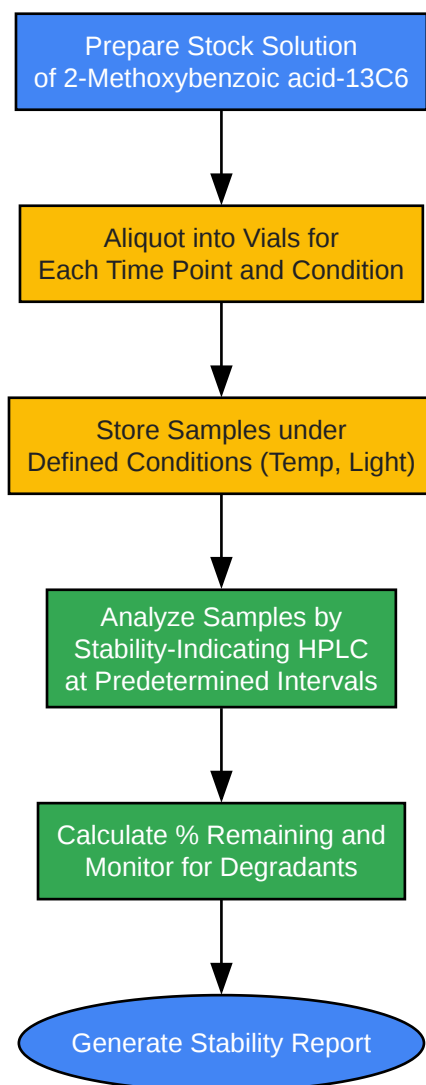 Prepare Stock Solution
of 2-Methoxybenzoic acid-13C6
Aliquot into Vials for
Each Time Point and Condition
Store Samples under
Defined Conditions (Temp, Light)
Analyze Samples by
Stability-Indicating HPLC
at Predetermined Intervals
Calculate % Remaining and
Monitor for Degradants
Generate Stability Report